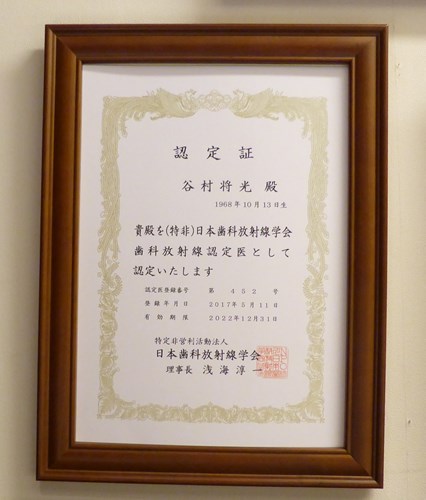 認定証
谷村将光 殿
1968年10月13日生
貴殿を(特非)日本歯科放射線学会
歯科放射線認定医として
認定いたします
認定医登録番号 第 452 号
登録年月日 2017年5月11日
有効期限 2022年12月31日
特定非営利活動法人
日本歯科放射線学会
理事長 浅海淳一